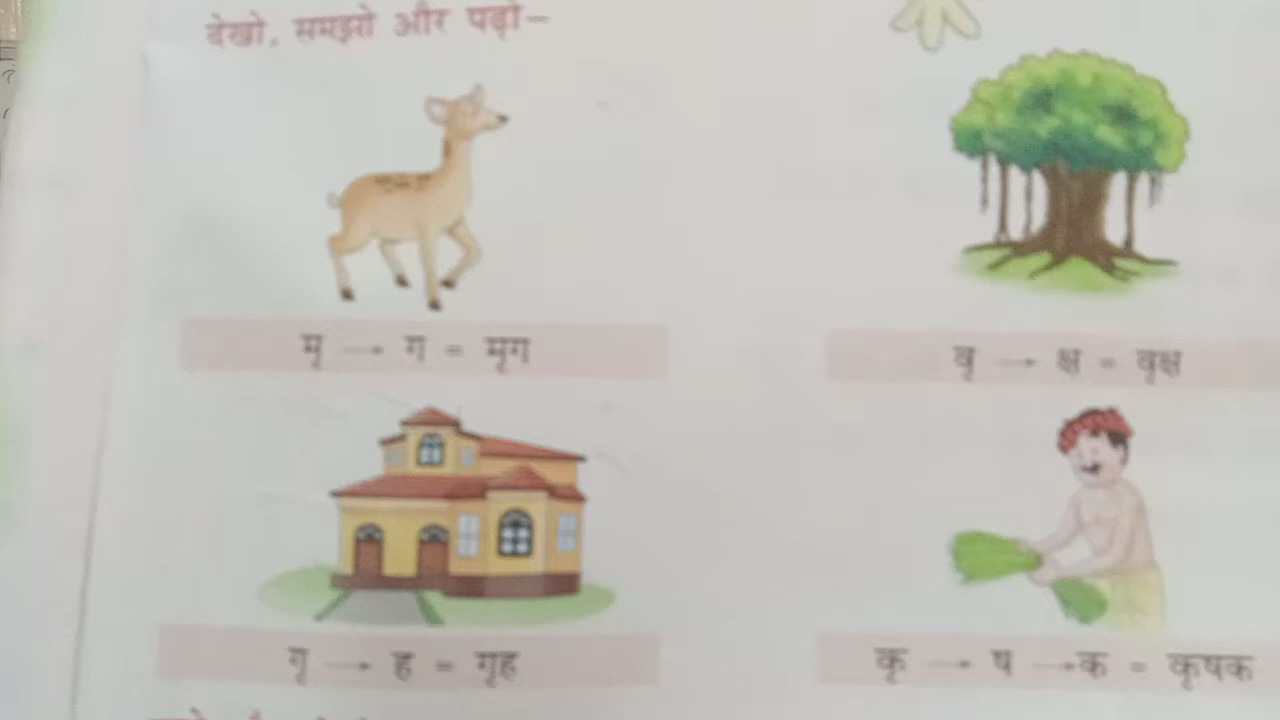 देखो, समझो और पढ़ो–
मृ → ग = मृग
वृ → क्ष = वृक्ष
गृ → ह = गृह
कृ → ष → क = कृषक